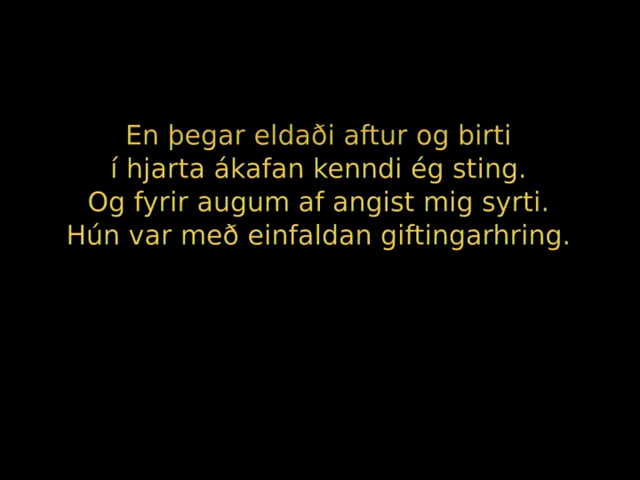 En þegar eldaði aftur og birti
í hjarta ákafan kenndi ég sting.
Og fyrir augum af angist mig syrti.
Hún var með einfaldan giftingarhring.